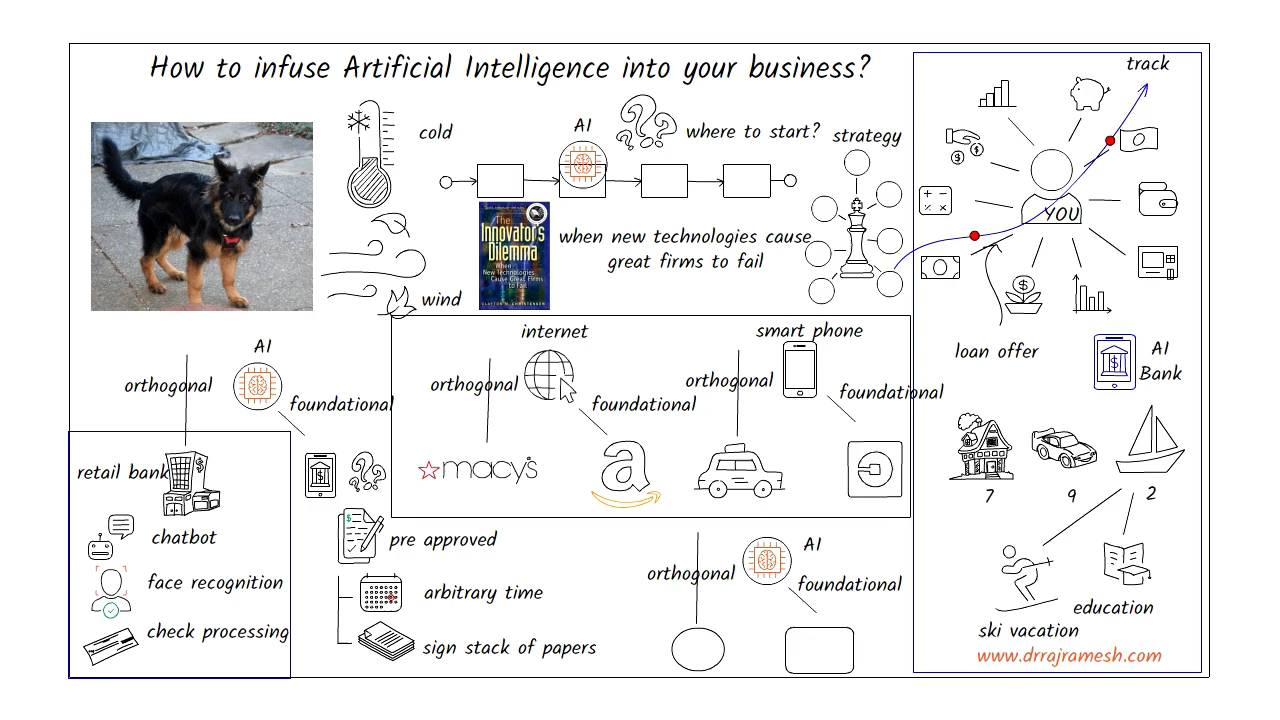 How to infuse Artificial Intelligence into your business?
track
cold
AI
where to start?
strategy
YOU
The
Innovator's
Dilemma
When
New Technologies
Cause Great Firms
to Fail
CLAYTON M. CHRISTENSEN
when new technologies cause
great firms to fail
wind
loan offer
AI
Bank
AI
orthogonal
foundational
internet
orthogonal
foundational
smart phone
orthogonal
foundational
macy's
a
7
9
2
retail bank
chatbot
face recognition
check processing
pre approved
arbitrary time
sign stack of papers
AI
orthogonal
foundational
education
ski vacation
www.drrajramesh.com